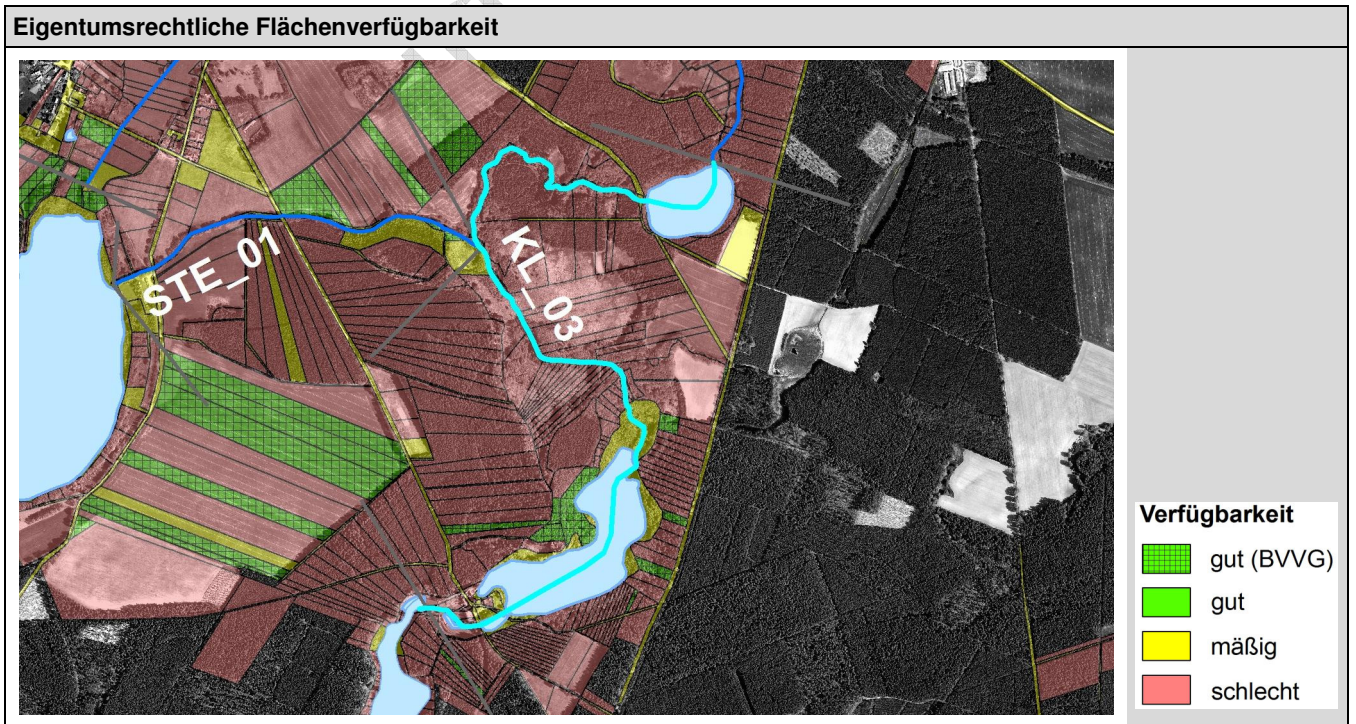 Eigentumsrechtliche Flächenverfügbarkeit
STE_01
KL_03
Verfügbarkeit
gut (BVVG)
gut
mäßig
schlecht